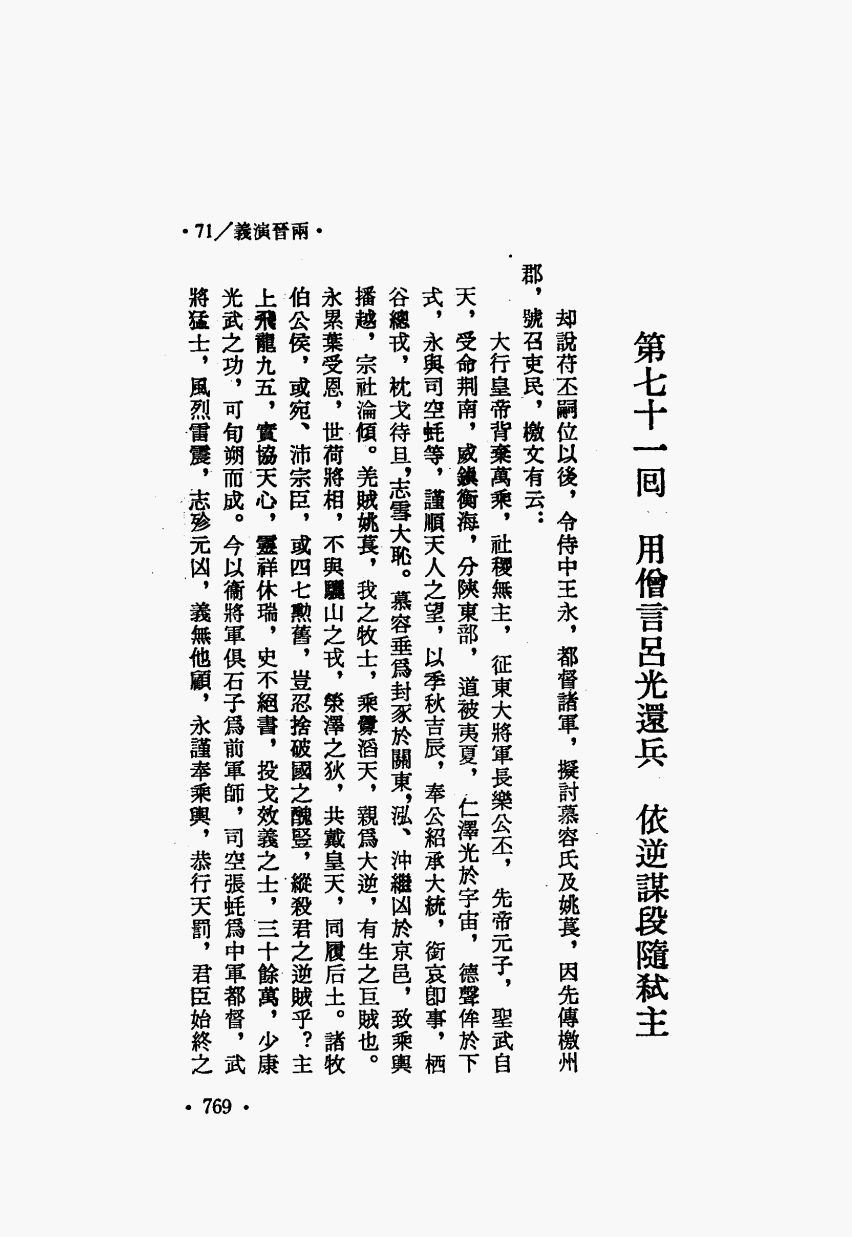 ·71／義演晉兩·
第七十一回　用僧言呂光還兵　依逆謀段隨弒主
却說苻丕嗣位以後，令侍中王永，都督諸軍，擬討慕容氏及姚萇，因先傳檄州
郡，號召吏民，檄文有云：
大行皇帝背棄萬乘，社稷無主，征東大將軍長樂公丕，先帝元子，聖武自
天，受命荆南，威鎭衡海，分陝東部，道被夷夏，仁澤光於宇宙，德聲侔於下
式，永與司空蚝等，謹順天人之望，以季秋吉辰，奉公紹承大統，銜哀卽事，栖
谷總戎，枕戈待旦，志雪大恥。慕容垂爲封豕於關東，泓、沖繼凶於京邑，致乘輿
播越，宗社淪傾。羌賊姚萇，我之牧士，乘釁滔天，親爲大逆，有生之巨賊也。
永累葉受恩，世荷將相，不與驪山之戎，滎澤之狄，共戴皇天，同履后土。諸牧
伯公侯，或宛、沛宗臣，或四七勳舊，豈忍捨破國之醜豎，縱殺君之逆賊乎？主
上飛龍九五，實協天心，靈祥休瑞，史不絕書，投戈效義之士，三十餘萬，少康
光武之功，可旬朔而成。今以衞將軍俱石子爲前軍師，司空張蚝爲中軍都督，武
將猛士，風烈雷震，志殄元凶，義無他顧，永謹奉乘輿，恭行天罰，君臣始終之
·769·